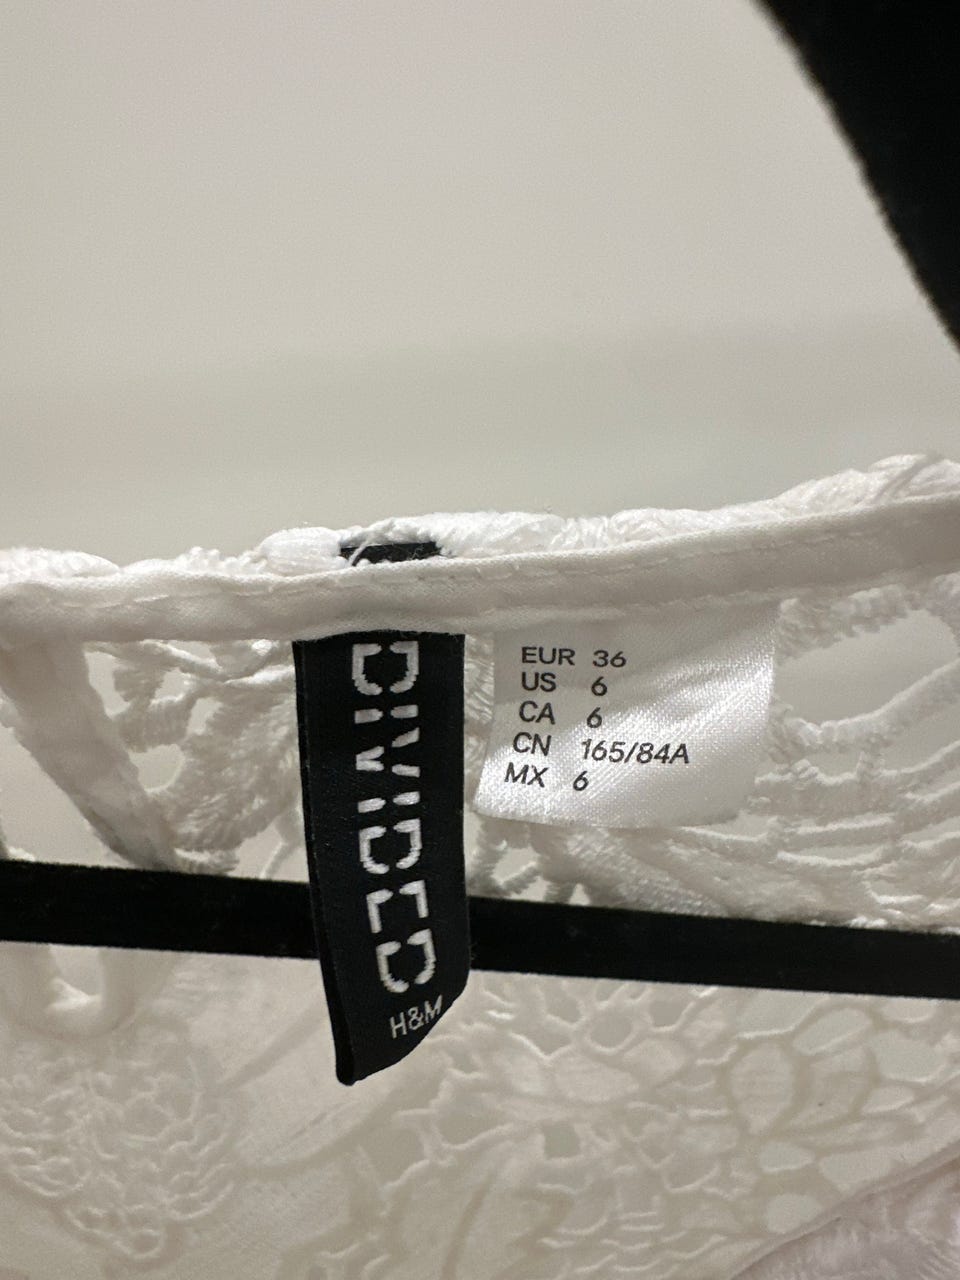 DIVIDED
H&M
EUR 36
US 6
CA 6
CN 165/84A
MX 6